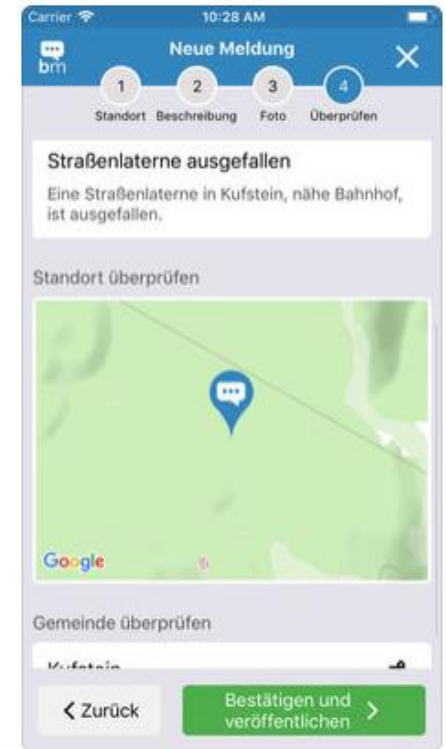 Carrier 10:28 AM
bm Neue Meldung
1 2 3 4
Standort Beschreibung Foto Überprüfen
Straßenlaterne ausgefallen
Eine Straßenlaterne in Kufstein, nähe Bahnhof,
ist ausgefallen.
Standort überprüfen
Google
Gemeinde überprüfen
Kufstein
Zurück
Bestätigen und
veröffentlichen